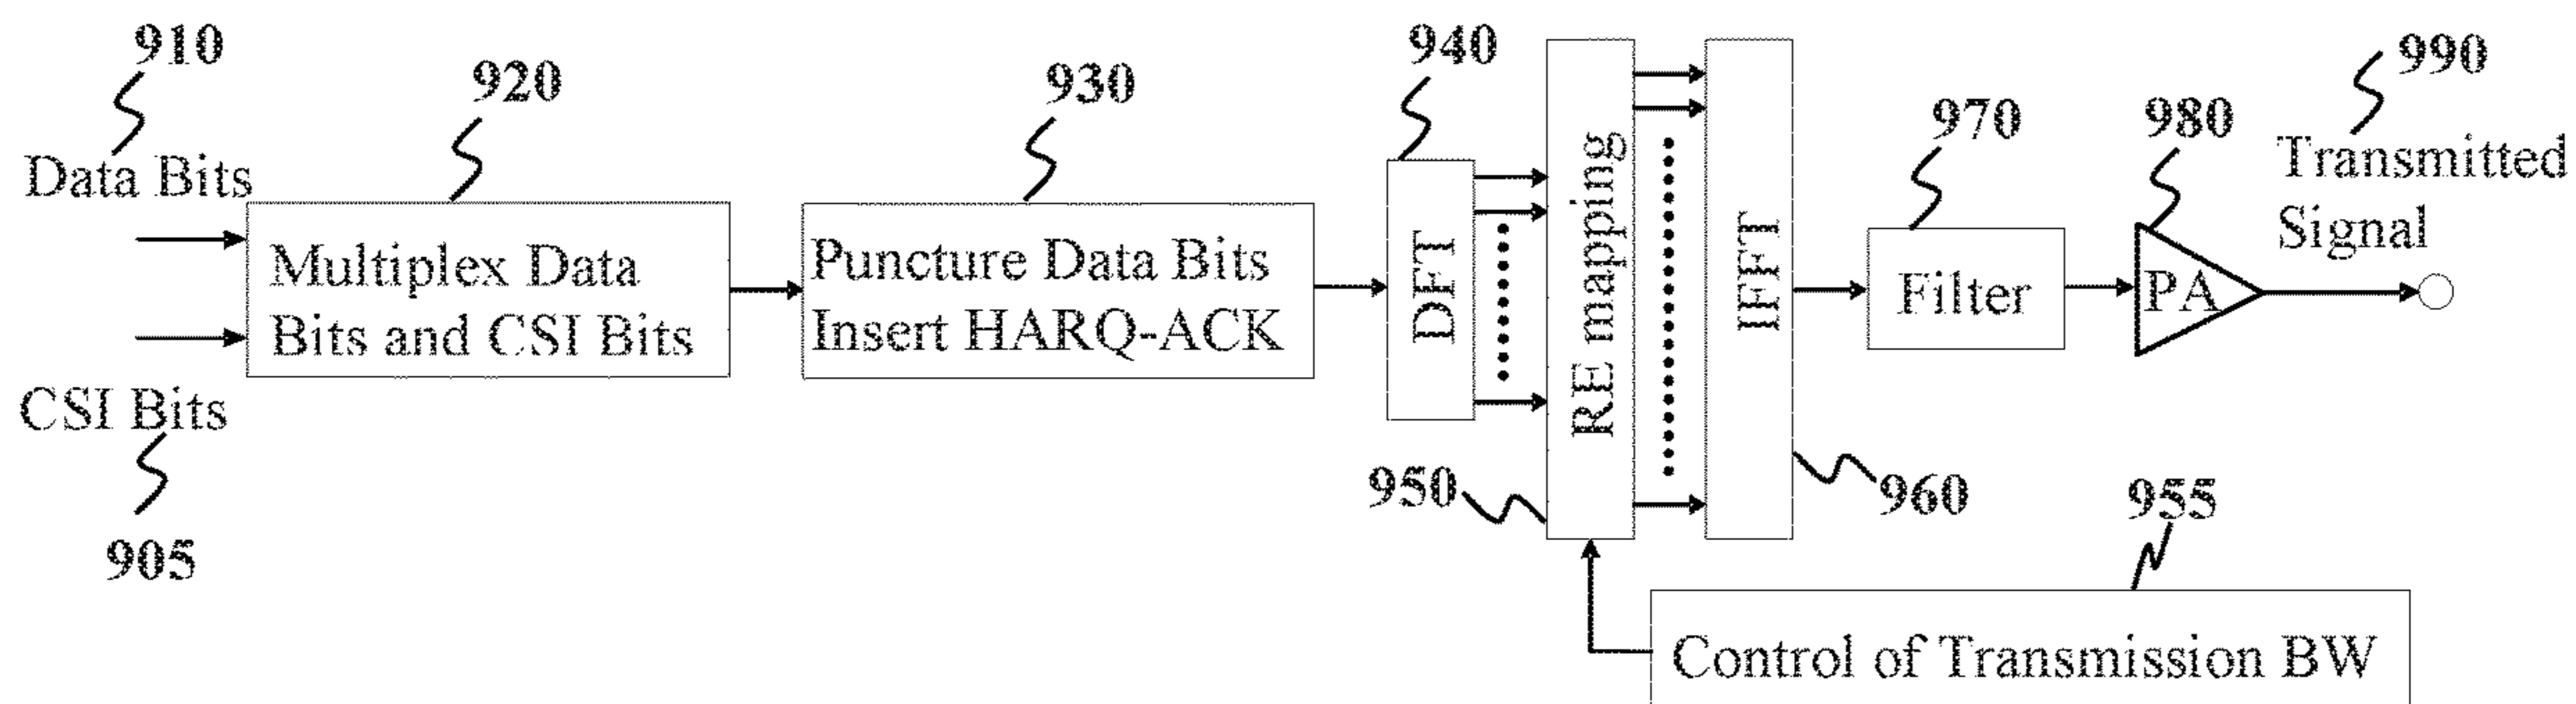 910
920
930
940
990
970
980
Data Bits
Transmitted
Signal
Multiplex Data
Bits and CSI Bits
Puncture Data Bits
Insert HARQ-ACK
DFT
RE mapping
IFFT
Filter
PA
CSI Bits
905
950
960
955
Control of Transmission BW